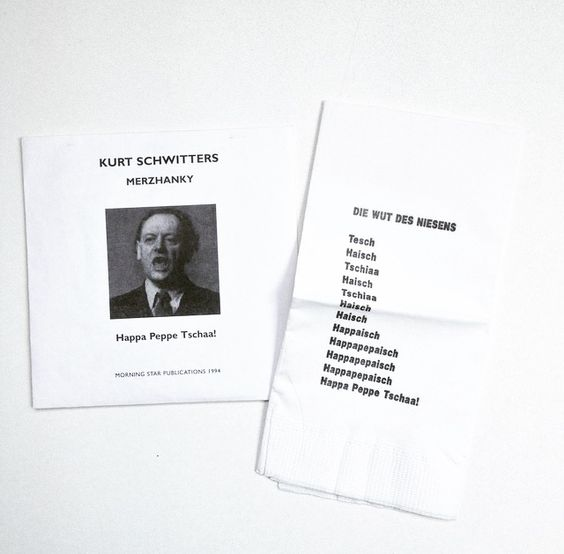 KURT SCHWITTERS
MERZHANKY
Happa Peppe Tschaa!
MORNING STAR PUBLICATIONS 1994
DIE WUT DES NIESENS
Tesch
Haisch
Tschiaa
Haisch
Tschiaa
Haisch
Haisch
Happaisch
Happapepaisch
Happapepaisch
Happapepaisch
Happa Peppe Tschaa!